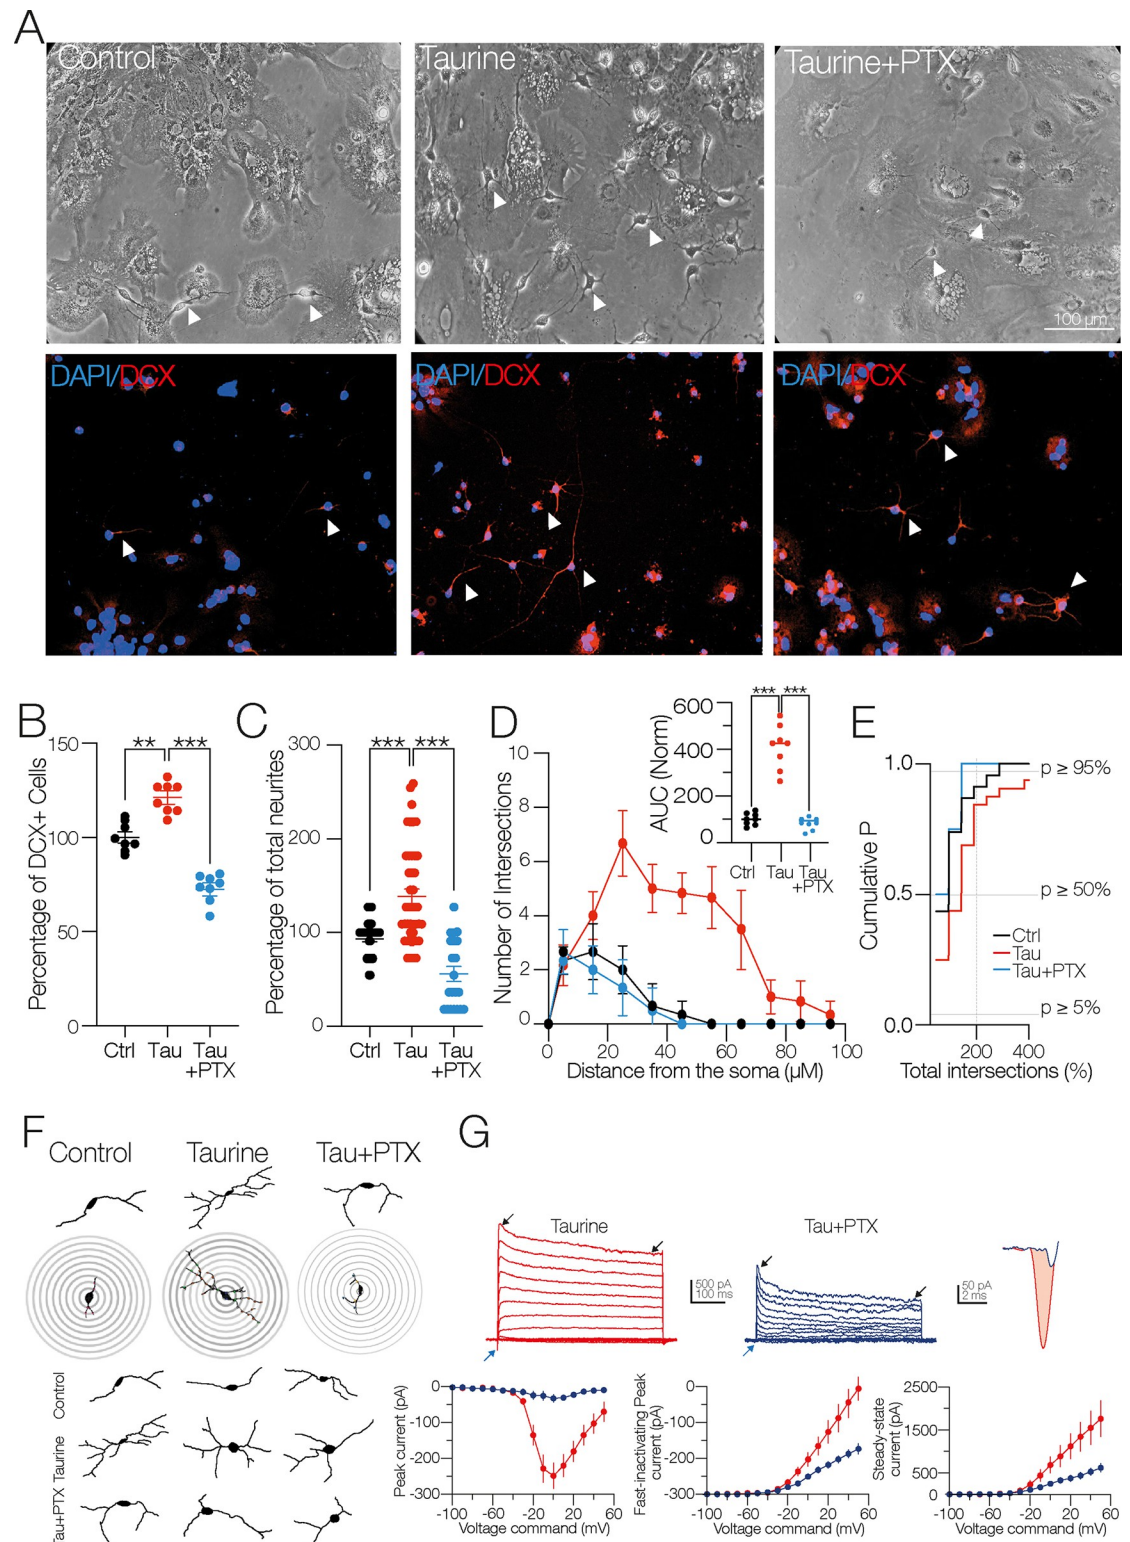 A
Control
Taurine
Taurine+PTX
100 µm
DAPI/DCX
DAPI/DCX
DAPI/DCX
B
Percentage of DCX+ Cells
150
100
50
0
**
***
Ctrl
Tau
Tau
+PTX
C
Percentage of total neurites
300
200
100
0
***
***
Ctrl
Tau
Tau
+PTX
D
Number of Intersections
10
8
6
4
2
0
0
20
40
60
80
100
Distance from the soma (µM)
AUC (Norm)
600
400
200
0
***
***
Ctrl
Tau
Tau
+PTX
E
Cumulative P
1.0
0.5
0.0
p ≥ 95%
p ≥ 50%
p ≥ 5%
Ctrl
Tau
Tau+PTX
200
400
Total intersections (%)
F
Control
Taurine
Tau+PTX
Control
Taurine
Tau+PTX
G
Taurine
Tau+PTX
500 pA
100 ms
50 pA
2 ms
Peak current (pA)
0
-100
-200
-300
-100
-60
-20
20
60
Voltage command (mV)
Fast-inactivating Peak
current (pA)
0
-100
-200
-300
-100
-60
-20
20
60
Voltage command (mV)
Steady-state
current (pA)
2500
1500
500
0
-100
-60
-20
20
60
Voltage command (mV)